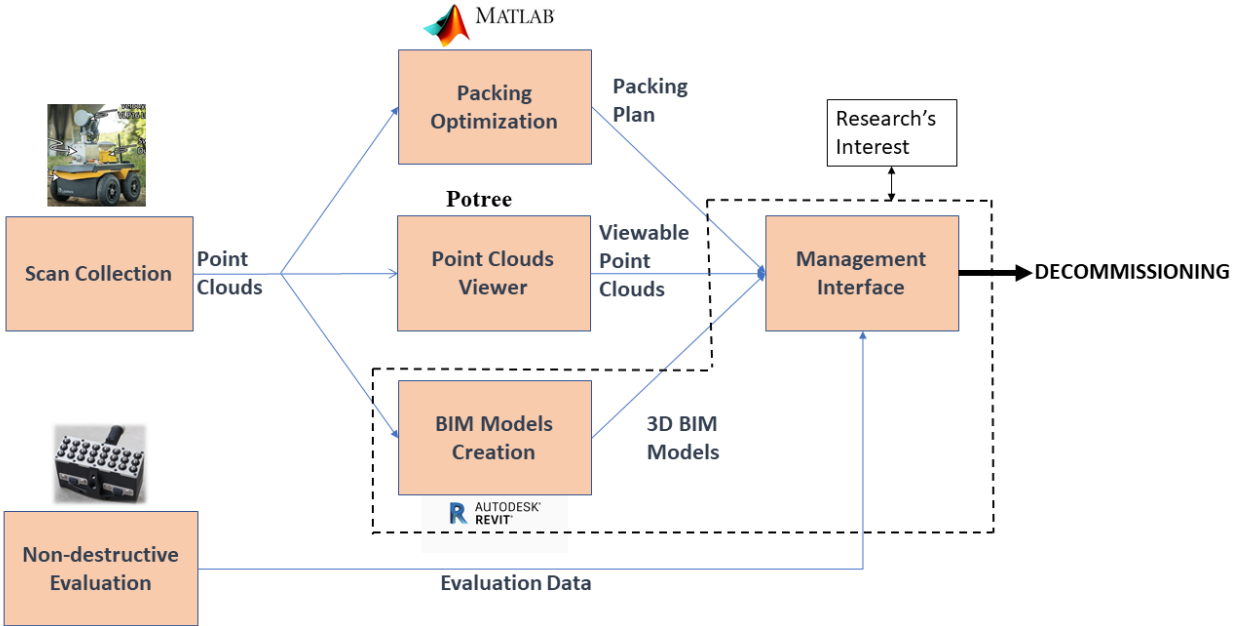 MATLAB
Packing
Optimization
Packing
Plan
Research's
Interest
Potree
Scan Collection
Point
Clouds
Point Clouds
Viewer
Viewable
Point
Clouds
Management
Interface
DECOMMISSIONING
BIM Models
Creation
3D BIM
Models
AUTODESK®
REVIT®
Non-destructive
Evaluation
Evaluation Data